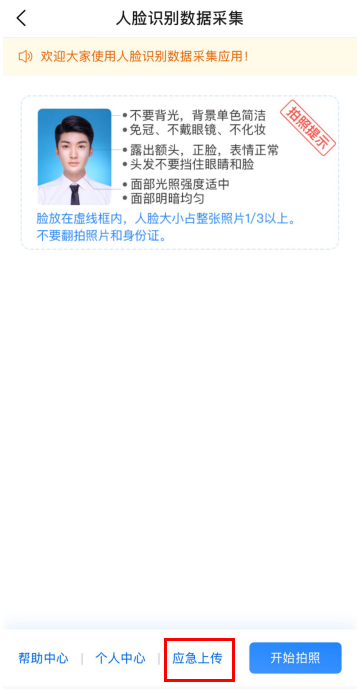 人脸识别数据采集
欢迎大家使用人脸识别数据采集应用！
•不要背光，背景单色简洁
•免冠、不戴眼镜、不化妆
拍照提示
•露出额头，正脸，表情正常
•头发不要挡住眼睛和脸
•面部光照强度适中
•面部明暗均匀
脸放在虚线框内，人脸大小占整张照片1/3以上。
不要翻拍照片和身份证。
帮助中心 | 个人中心 | 应急上传 开始拍照